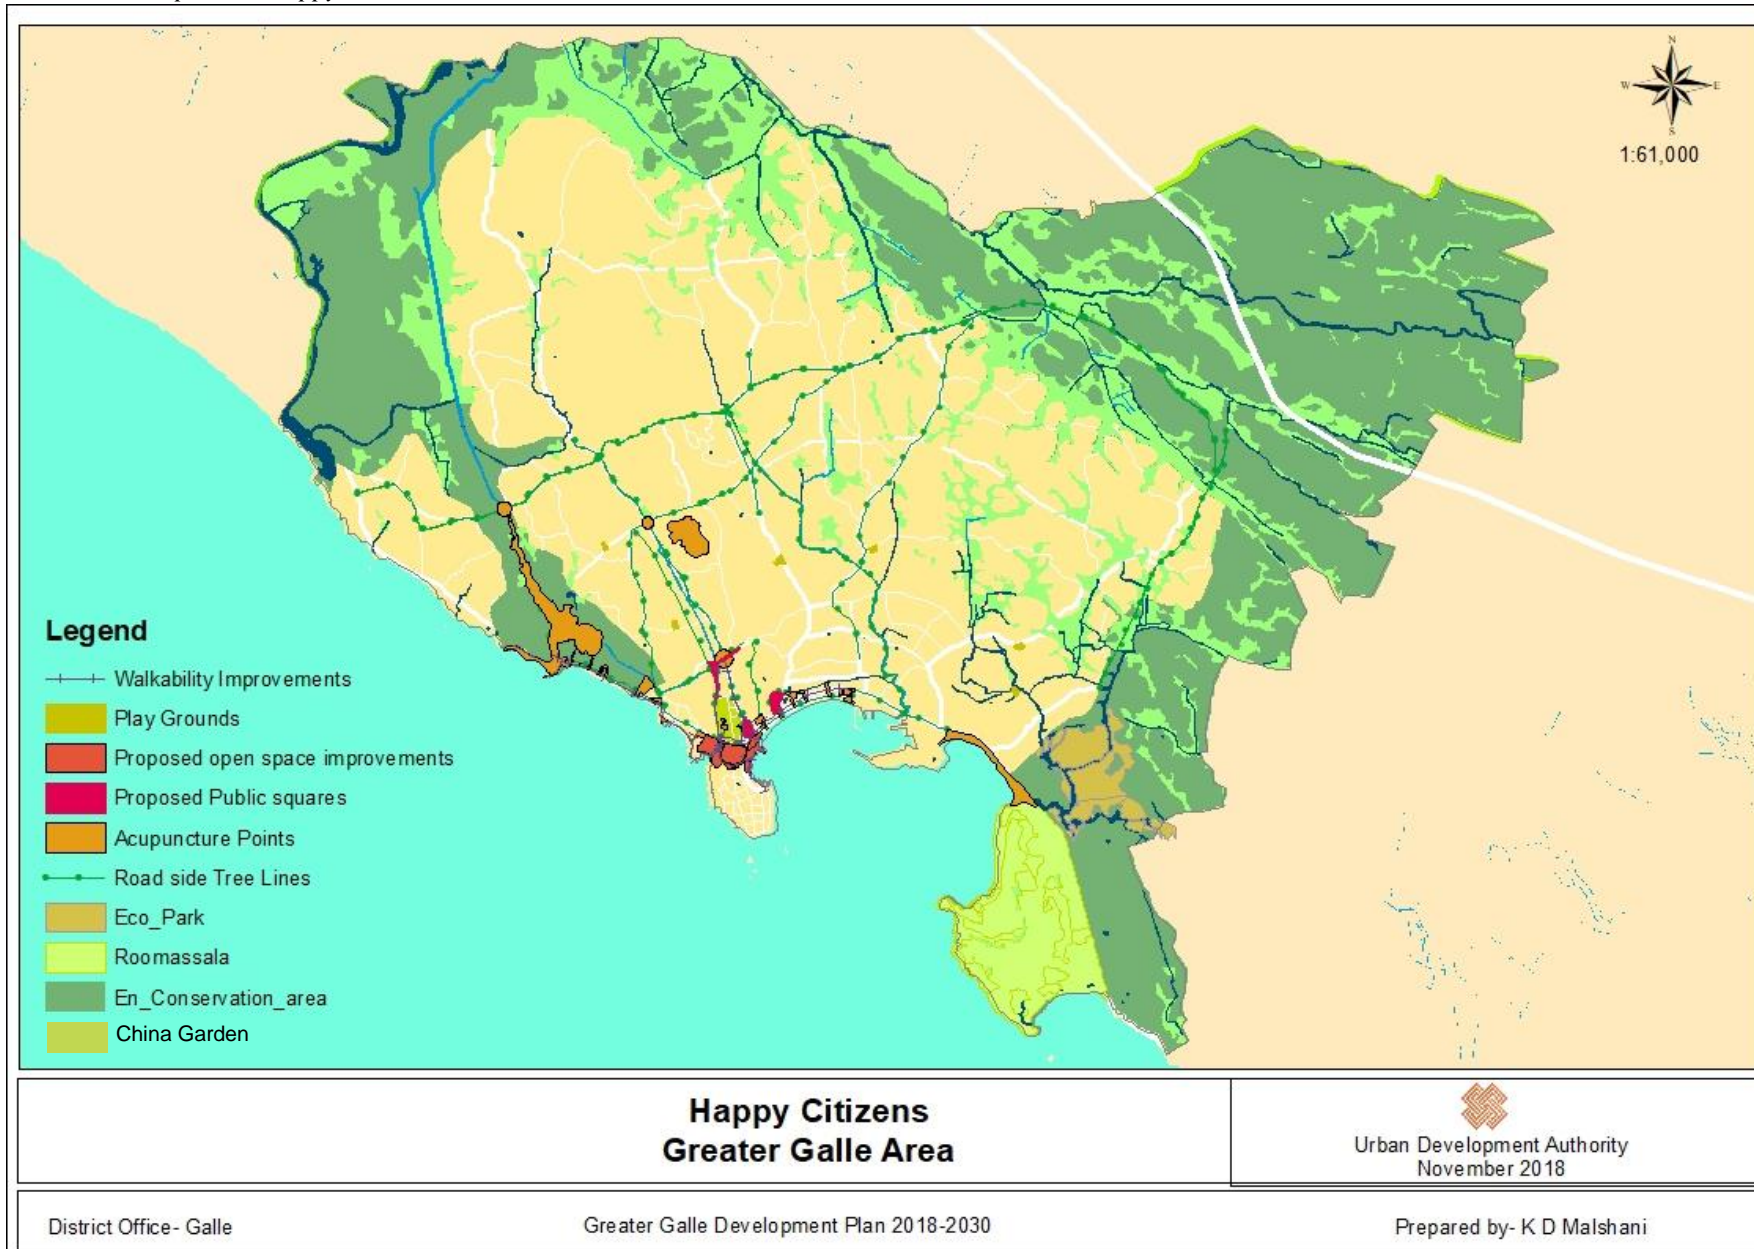 N
W
E
S
1:61,000
Legend
Walkability Improvements
Play Grounds
Proposed open space improvements
Proposed Public squares
Acupuncture Points
Road side Tree Lines
Eco_Park
Roomassala
En_Conservation_area
China Garden
Happy Citizens
Greater Galle Area
Urban Development Authority
November 2018
District Office- Galle
Greater Galle Development Plan 2018-2030
Prepared by- K D Malshani